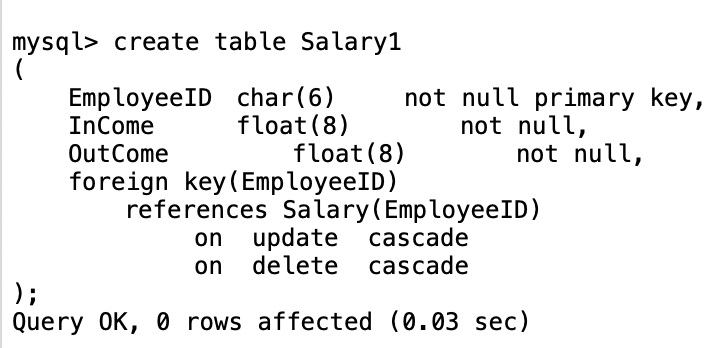 mysql> create table Salary1
(
    EmployeeID  char(6)     not null primary key,
    InCome      float(8)        not null,
    OutCome         float(8)        not null,
    foreign key(EmployeeID)
        references Salary(EmployeeID)
             on  update  cascade
             on  delete  cascade
);
Query OK, 0 rows affected (0.03 sec)